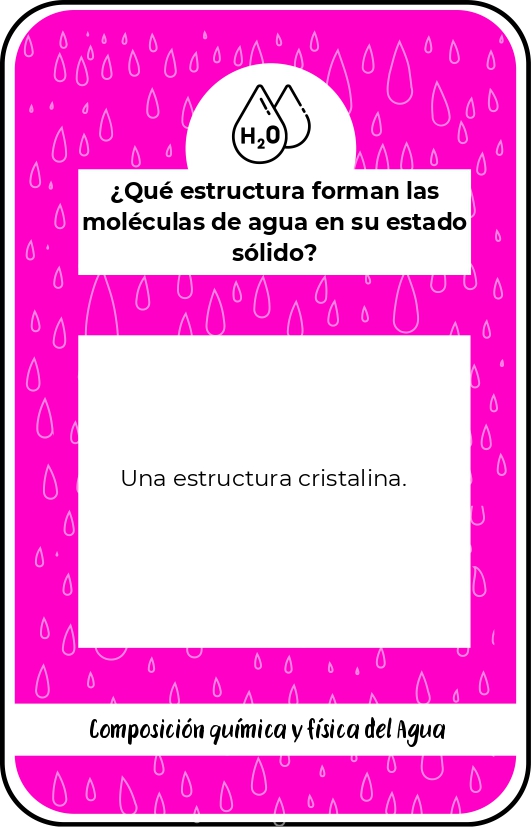 H₂O
¿Qué estructura forman las
moléculas de agua en su estado
sólido?
Una estructura cristalina.
Composición química y física del Agua